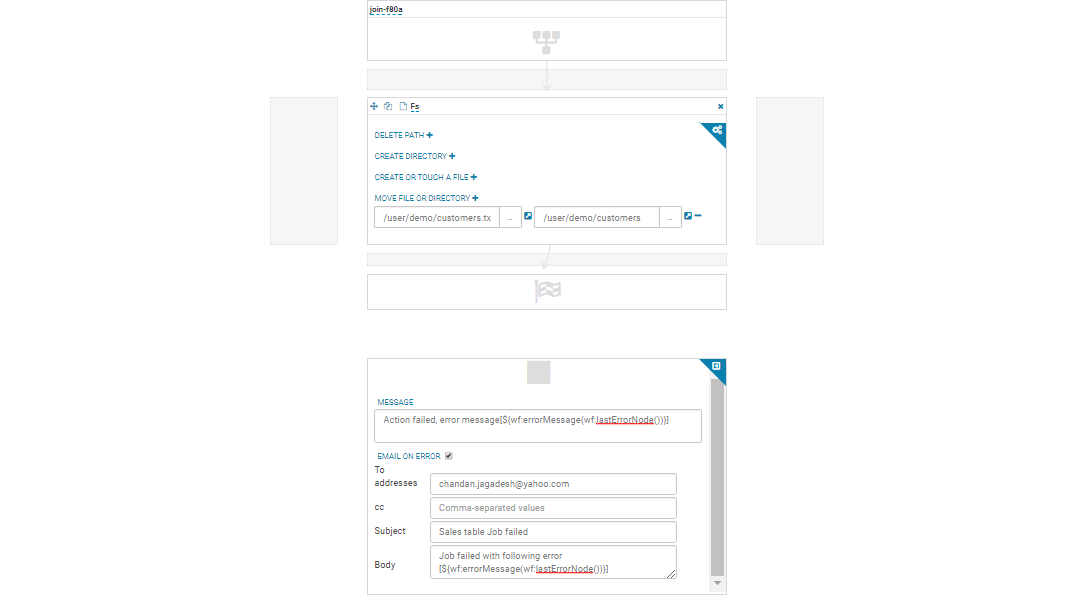 join-f80a
Fs
DELETE PATH
CREATE DIRECTORY
CREATE OR TOUCH A FILE
MOVE FILE OR DIRECTORY
/user/demo/customers.tx .. /user/demo/customers ..
MESSAGE
Action failed, error message[${wf:errorMessage(wf:lastErrorNode())}]
EMAIL ON ERROR
To
addresses chandan.jagadesh@yahoo.com
cc Comma-separated values
Subject Sales table Job failed
Body Job failed with following error
[${wf:errorMessage(wf:lastErrorNode())}]